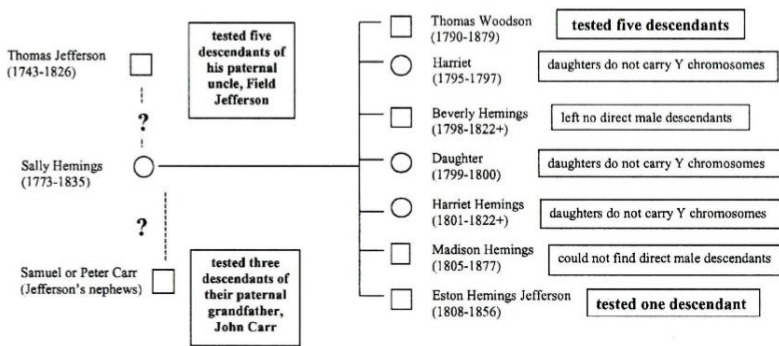 Thomas Jefferson
(1743-1826)
?
Sally Hemings
(1773-1835)
?
Samuel or Peter Carr
(Jefferson's nephews)
tested five
descendants of
his paternal
uncle, Field
Jefferson
tested three
descendants of
their paternal
grandfather,
John Carr
Thomas Woodson
(1790-1879)
tested five descendants
Harriet
(1795-1797)
daughters do not carry Y chromosomes
Beverly Hemings
(1798-1822+)
left no direct male descendants
Daughter
(1799-1800)
daughters do not carry Y chromosomes
Harriet Hemings
(1801-1822+)
daughters do not carry Y chromosomes
Madison Hemings
(1805-1877)
could not find direct male descendants
Eston Hemings Jefferson
(1808-1856)
tested one descendant